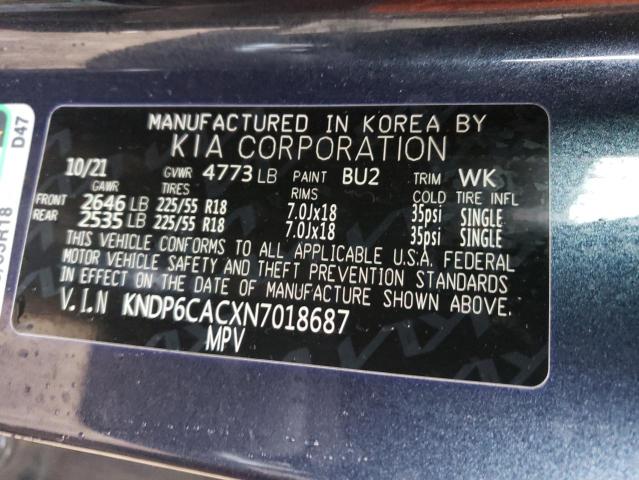 MANUFACTURED IN KOREA BY
KIA CORPORATION
10/21 GVWR 4773 LB PAINT BU2 TRIM WK
GAWR TIRES RIMS COLD TIRE INFL
FRONT 2646 LB 225/55 R18 7.0Jx18 35psi SINGLE
REAR 2535 LB 225/55 R18 7.0Jx18 35psi SINGLE
THIS VEHICLE CONFORMS TO ALL APPLICABLE U.S.A. FEDERAL
MOTOR VEHICLE SAFETY AND THEFT PREVENTION STANDARDS
IN EFFECT ON THE DATE OF MANUFACTURE SHOWN ABOVE.
V.I.N KNDP6CACXN7018687
MPV
D47